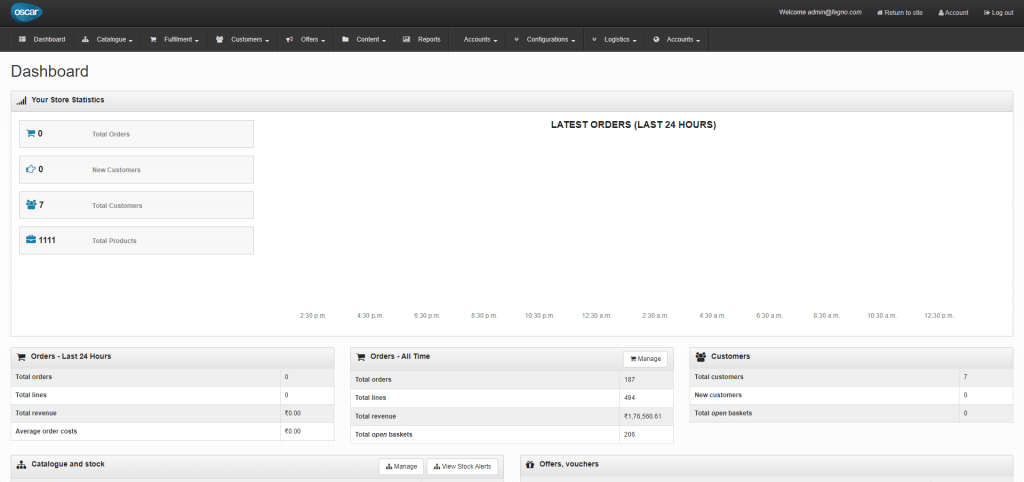 oscar Welcome admin@fegno.com Return to site Account Log out
Dashboard Catalogue Fulfilment Customers Offers Content Reports Accounts Configurations Logistics Accounts
Dashboard
Your Store Statistics
LATEST ORDERS (LAST 24 HOURS)
0 Total Orders
0 New Customers
7 Total Customers
1111 Total Products
2:30 p.m. 4:30 p.m. 6:30 p.m. 8:30 p.m. 10:30 p.m. 12:30 a.m. 2:30 a.m. 4:30 a.m. 6:30 a.m. 8:30 a.m. 10:30 a.m. 12:30 p.m.
Orders - Last 24 Hours
Total orders 0
Total lines 0
Total revenue ₹0.00
Average order costs ₹0.00
Orders - All Time Manage
Total orders 187
Total lines 494
Total revenue ₹1,76,560.61
Total open baskets 206
Customers
Total customers 7
New customers 0
Total open baskets 0
Catalogue and stock Manage View Stock Alerts
Offers, vouchers